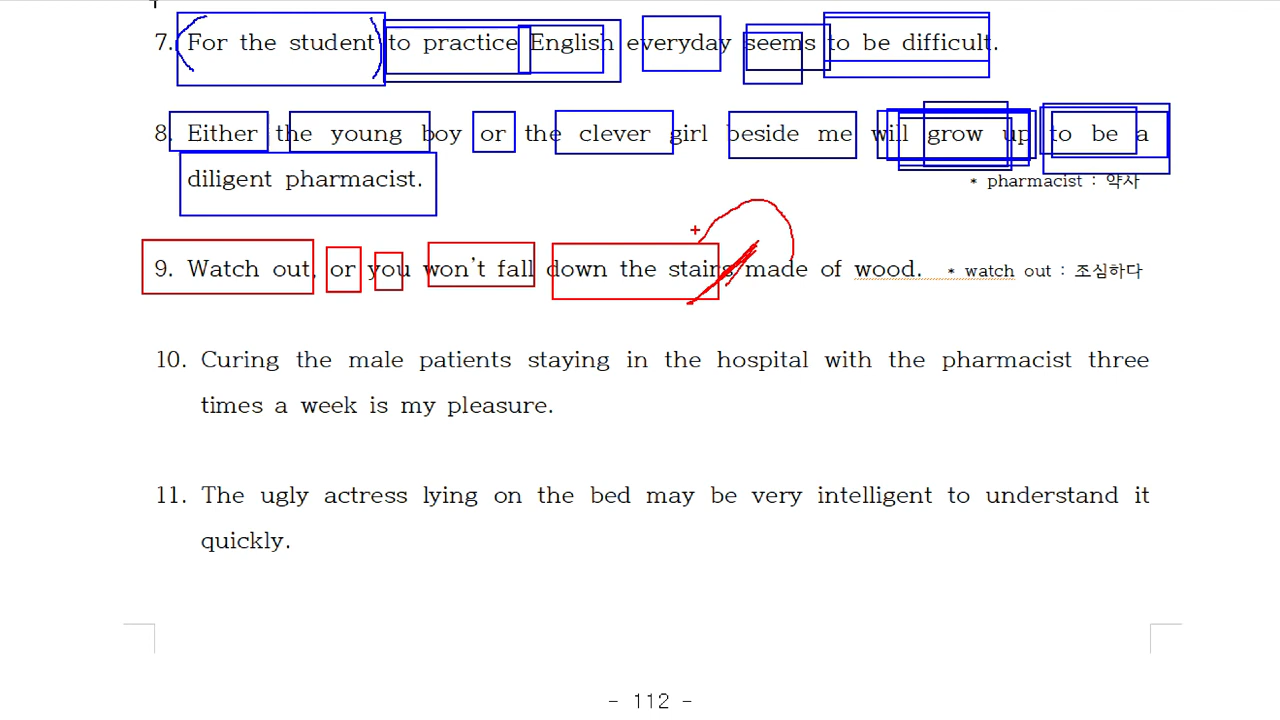 7. For the student to practice English everyday seems to be difficult.
8. Either the young boy or the clever girl beside me will grow up to be a
diligent pharmacist.
* pharmacist : 약사
9. Watch out, or you won't fall down the stairs made of wood. * watch out : 조심하다
10. Curing the male patients staying in the hospital with the pharmacist three
times a week is my pleasure.
11. The ugly actress lying on the bed may be very intelligent to understand it
quickly.
- 112 -